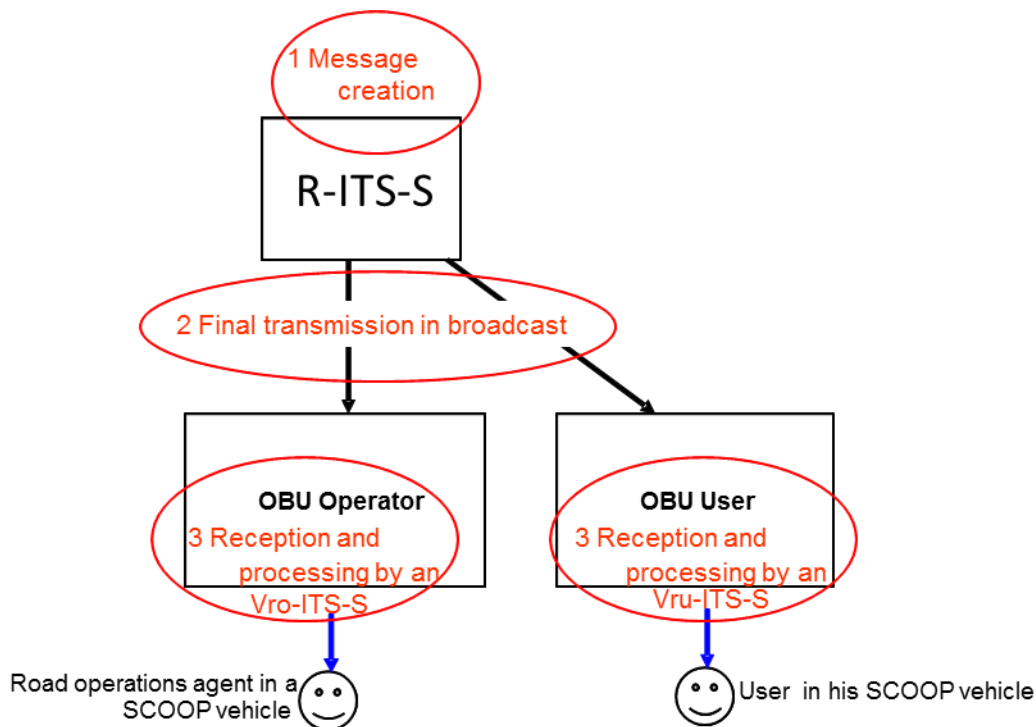 1 Message
creation
R-ITS-S
2 Final transmission in broadcast
OBU Operator
3 Reception and
processing by an
Vro-ITS-S
OBU User
3 Reception and
processing by an
Vru-ITS-S
Road operations agent in a
SCOOP vehicle
User in his SCOOP vehicle